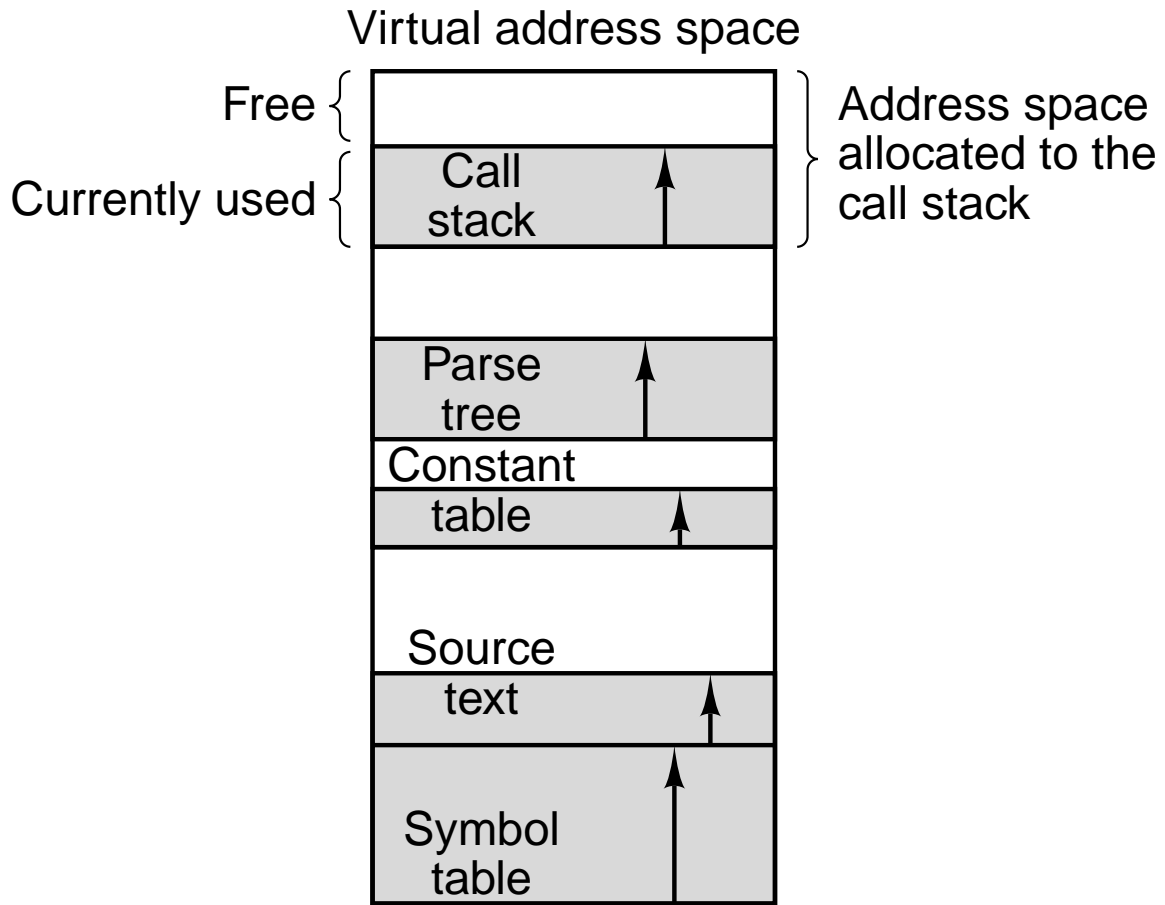 Virtual address space
Free
Currently used
Address space
allocated to the
call stack
Call
stack
Parse
tree
Constant
table
Source
text
Symbol
table